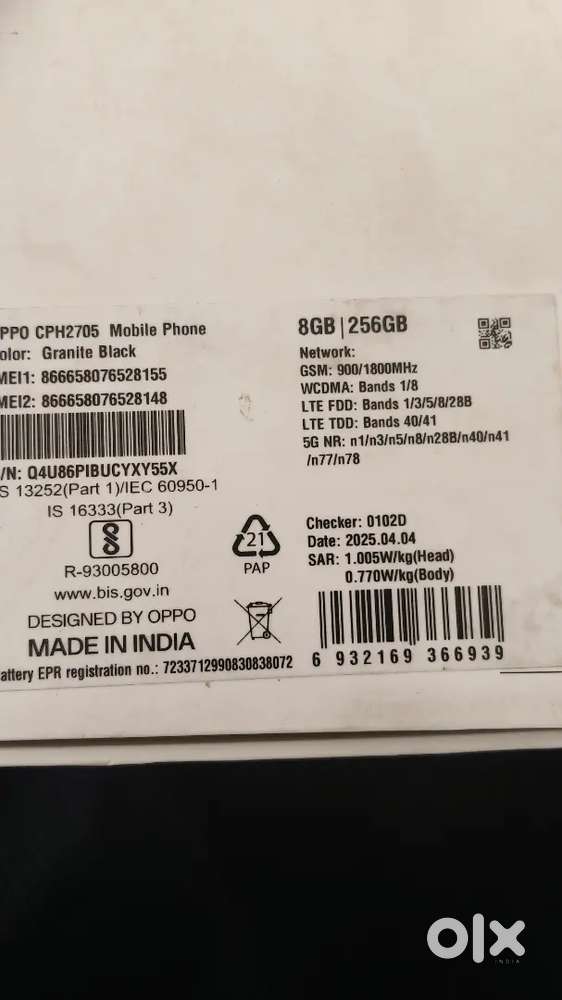 PPO CPH2705 Mobile Phone
olor: Granite Black
MEI1: 866658076528155
MEI2: 866658076528148
/N: Q4U86PIBUCYXY55X
S 13252(Part 1)/IEC 60950-1
IS 16333(Part 3)
R-93005800
www.bis.gov.in
DESIGNED BY OPPO
MADE IN INDIA
attery EPR registration no.: 7233712990830838072
21
PAP
8GB | 256GB
Network:
GSM: 900/1800MHz
WCDMA: Bands 1/8
LTE FDD: Bands 1/3/5/8/28B
LTE TDD: Bands 40/41
5G NR: n1/n3/n5/n8/n28B/n40/n41
/n77/n78
Checker: 0102D
Date: 2025.04.04
SAR: 1.005W/kg(Head)
0.770W/kg(Body)
6 932169 366939
olx
INDIA